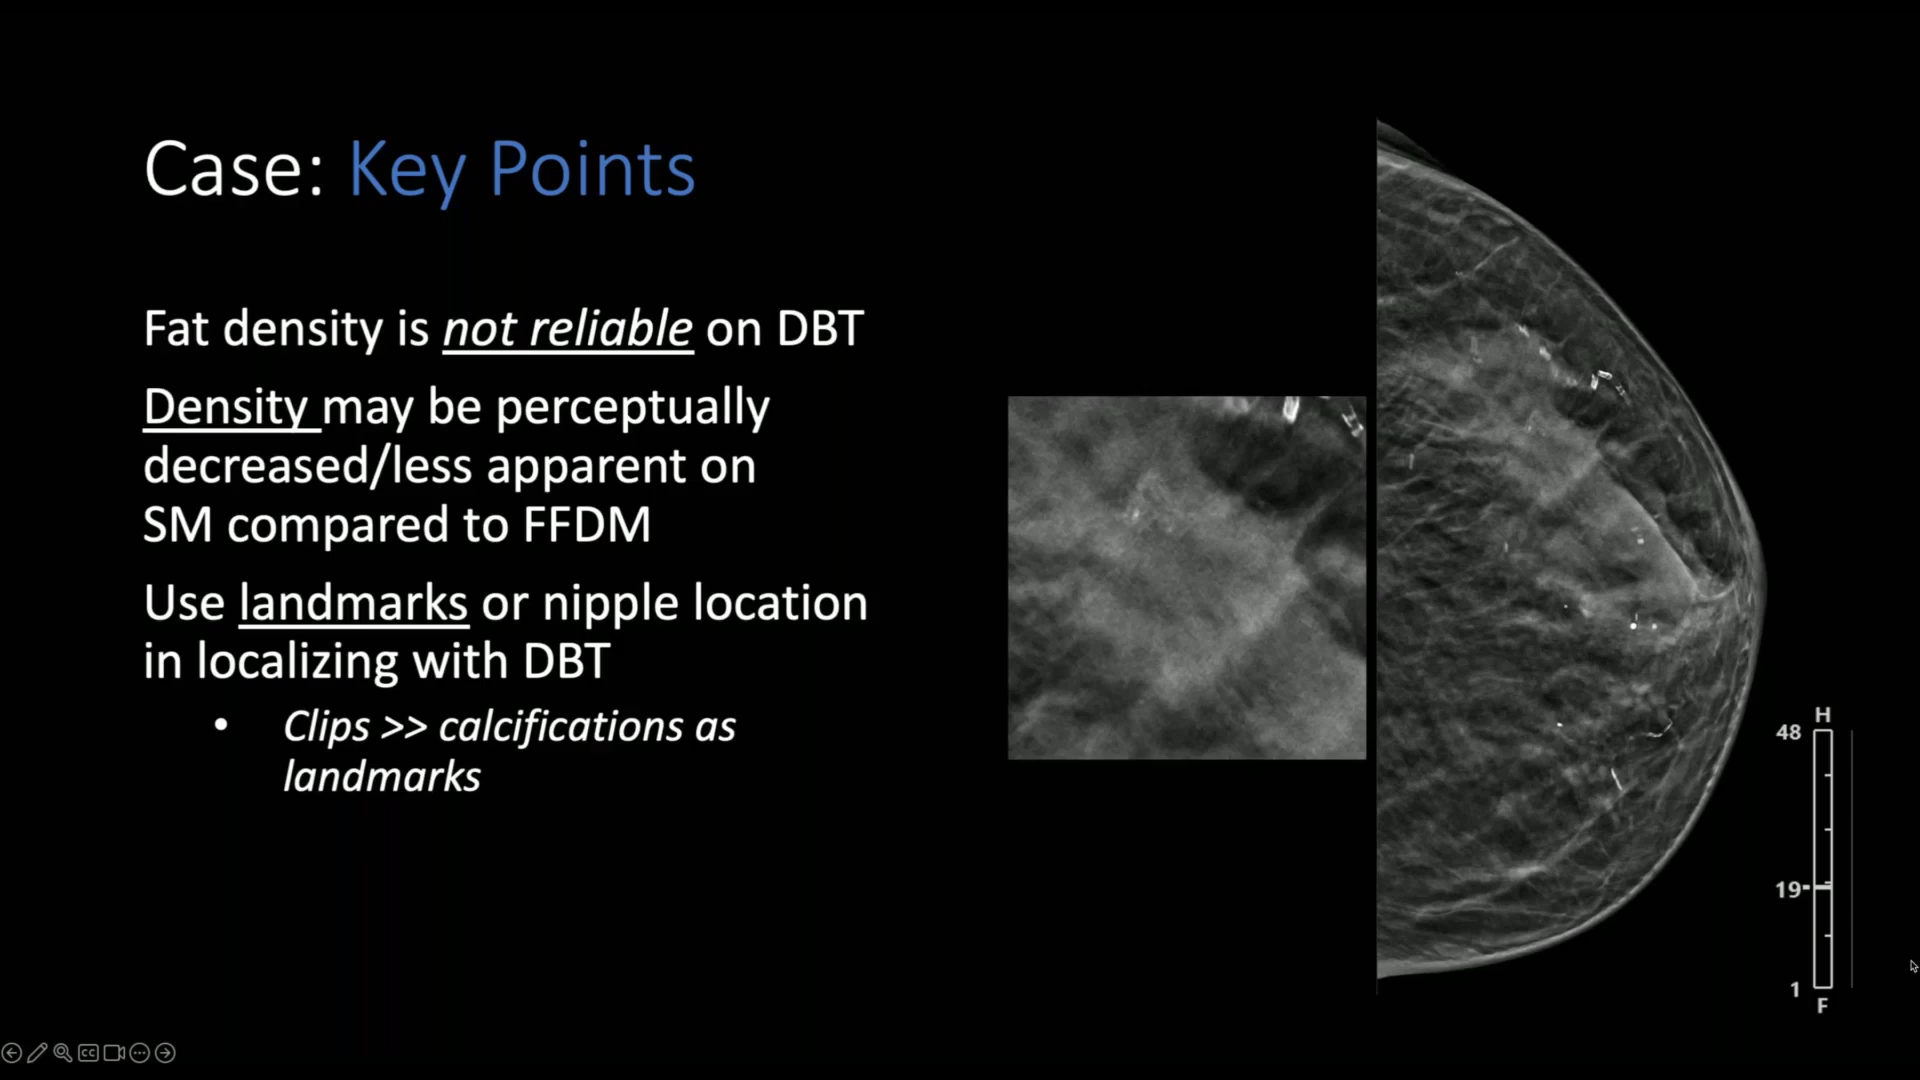 Case: Key Points
Fat density is not reliable on DBT
Density may be perceptually
decreased/less apparent on
SM compared to FFDM
Use landmarks or nipple location
in localizing with DBT
• Clips >> calcifications as
landmarks
H
48
19
1
F
CC